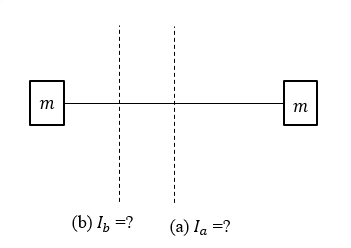 m
m
(b) I_b =?
(a) I_a =?